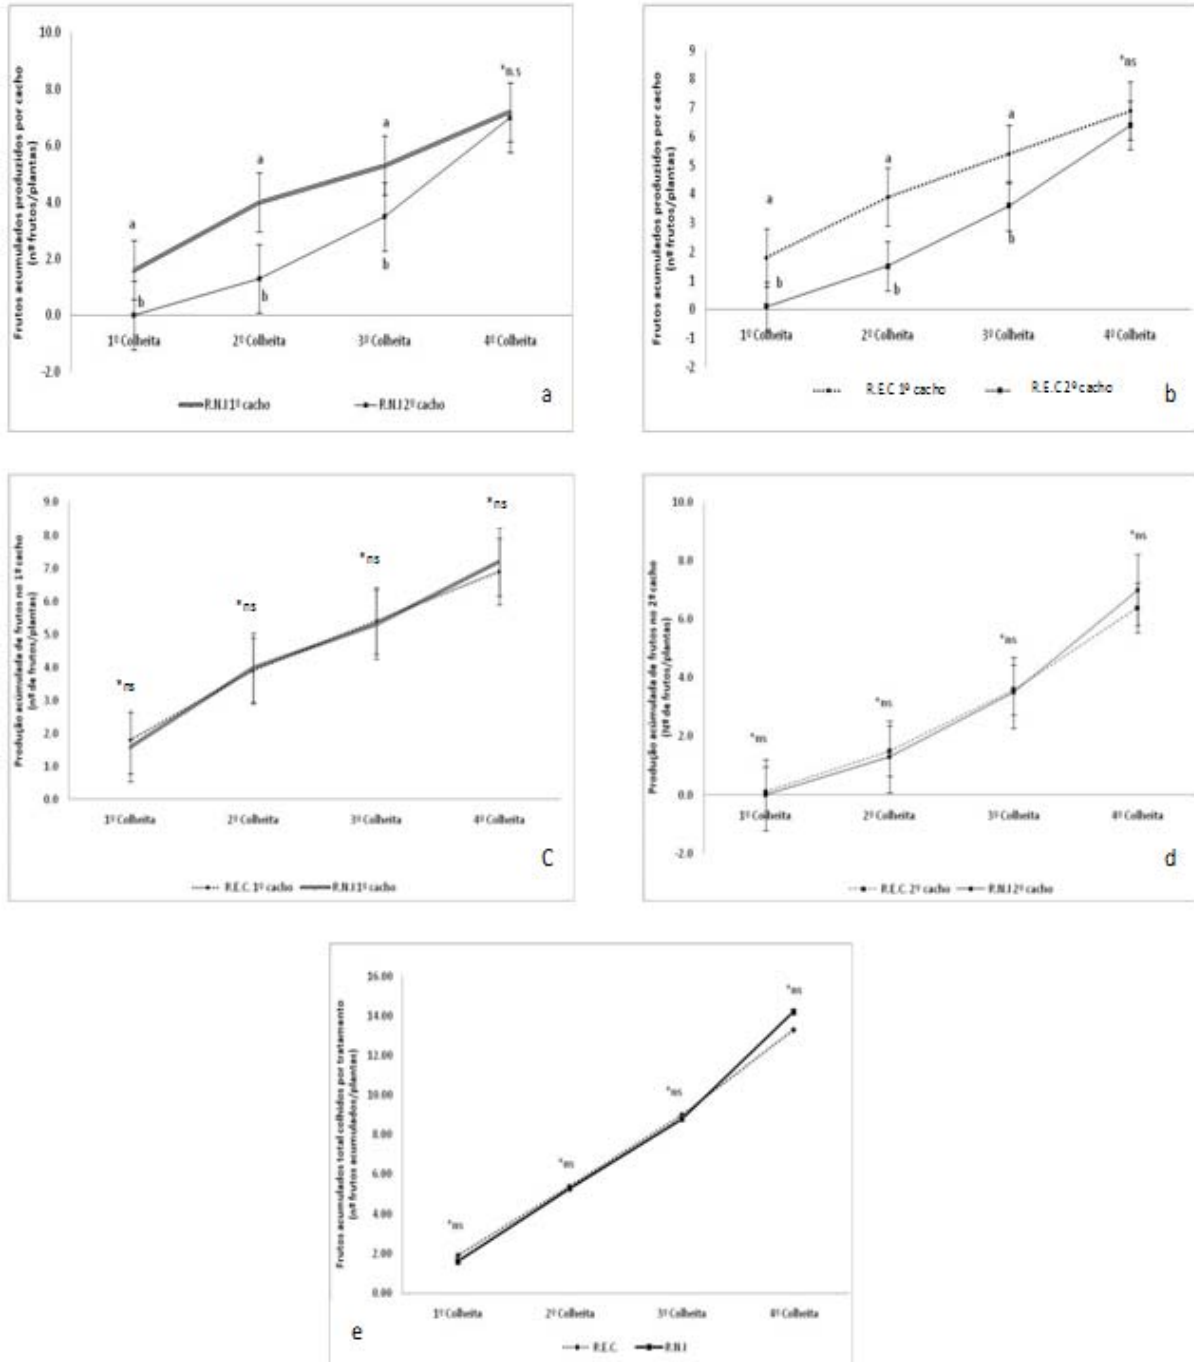 Frutos acumulados produzidos por cacho
(nº frutos/plantas)
10.0
8.0
6.0
4.0
2.0
0.0
-2.0
a
a
a
*n.s
b
b
b
1º Colheita
2º Colheita
3º Colheita
4º Colheita
R.N.I 1º cacho
R.N.I 2º cacho
a
Frutos acumulados produzidos por cacho
(nº frutos/plantas)
9
8
7
6
5
4
3
2
1
0
-1
-2
a
a
a
*ns
b
b
b
1º Colheita
2º Colheita
3º Colheita
4º Colheita
R.E.C 1º cacho
R.E.C 2º cacho
b
Produção acúmulada de frutos no 1º cacho
(nº de frutos/plantas)
9.0
8.0
7.0
6.0
5.0
4.0
3.0
2.0
1.0
0.0
*ns
*ns
*ns
*ns
1º Colheita
2º Colheita
3º Colheita
4º Colheita
R.E.C. 1º cacho
R.N.I 1º cacho
C
Produção acúmulada de frutos no 2º cacho
(Nº de frutos/plantas)
10.0
8.0
6.0
4.0
2.0
0.0
-2.0
*ns
*ns
*ns
*ns
1º Colheita
2º Colheita
3º Colheita
4º Colheita
R.E.C. 2º cacho
R.N.I 2º cacho
d
Frutos acumulados total colhidos por tratamento
(nº frutos acumulados/plantas)
16.00
14.00
12.00
10.00
8.00
6.00
4.00
2.00
0.00
*ns
*ns
*ns
*ns
1º Colheita
2º Colheita
3º Colheita
4º Colheita
R.E.C.
R.N.I
e